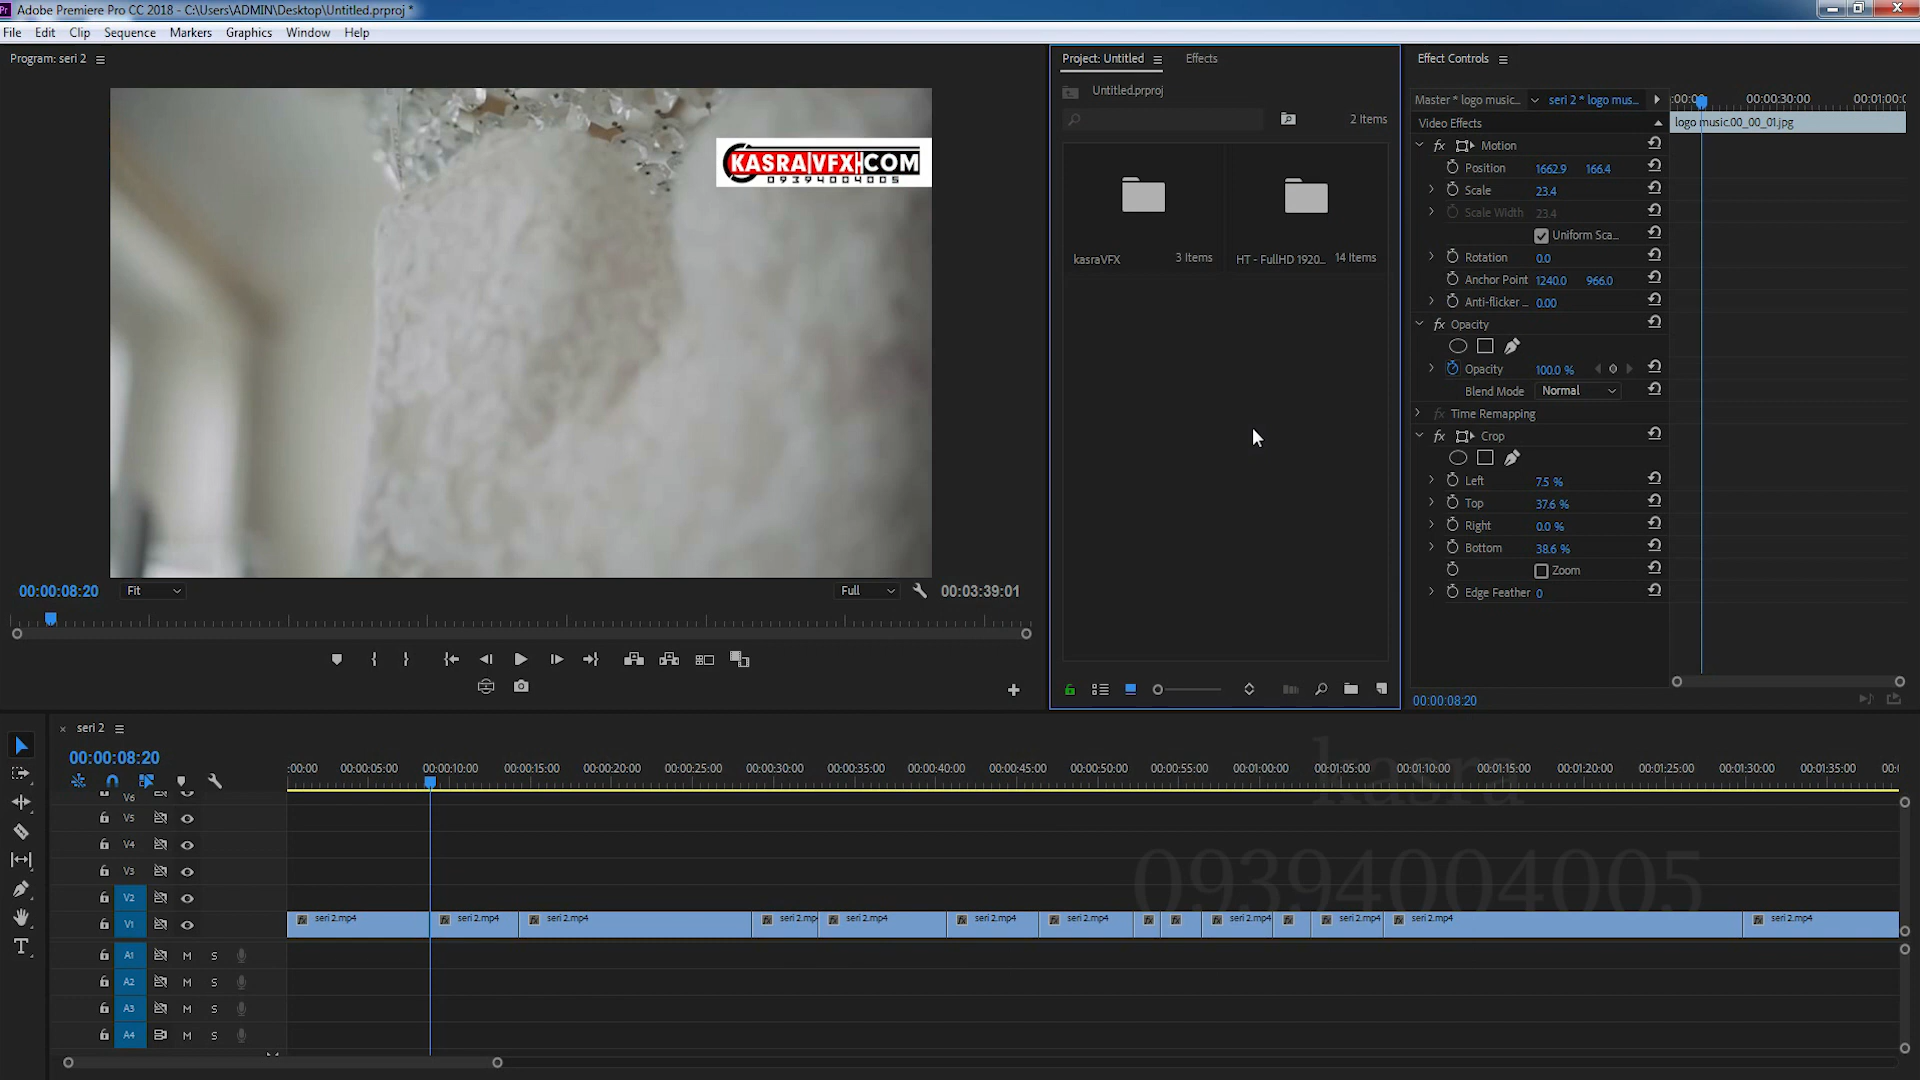 Adobe Premiere Pro CC 2018 - C:\Users\ADMIN\Desktop\Untitled.prproj *
File Edit Clip Sequence Markers Graphics Window Help
Program: seri 2
KASRA|VFX|COM
09394004005
00:00:08:20 Fit Full 00:03:39:01
Project: Untitled Effects
Untitled.prproj
2 Items
kasraVFX 3 Items HT - FullHD 1920... 14 Items
Effect Controls
Master * logo music... seri 2 * logo mus... :00:00 00:00:30:00 00:01:00:0
Video Effects logo music.00_00_01.jpg
fx Motion
Position 1662.9 166.4
Scale 23.4
Scale Width 23.4
Uniform Sca...
Rotation 0.0
Anchor Point 1240.0 966.0
Anti-flicker ... 0.00
fx Opacity
Opacity 100.0 %
Blend Mode Normal
fx Time Remapping
fx Crop
Left 7.5 %
Top 37.6 %
Right 0.0 %
Bottom 38.6 %
Zoom
Edge Feather 0
00:00:08:20
seri 2
00:00:08:20
:00:00 00:00:05:00 00:00:10:00 00:00:15:00 00:00:20:00 00:00:25:00 00:00:30:00 00:00:35:00 00:00:40:00 00:00:45:00 00:00:50:00 00:00:55:00 00:01:00:00 00:01:05:00 00:01:10:00 00:01:15:00 00:01:20:00 00:01:25:00 00:01:30:00 00:01:35:00 00:0
kasra
09394004005
V6
V5
V4
V3
V2
V1 seri 2.mp4 seri 2.mp4 seri 2.mp4 seri 2.mp seri 2.mp4 seri 2.mp4 seri 2.mp4 seri 2.mp4 seri 2.mp4 seri 2.mp4 seri 2.mp4
A1 M S
A2 M S
A3 M S
A4 M S